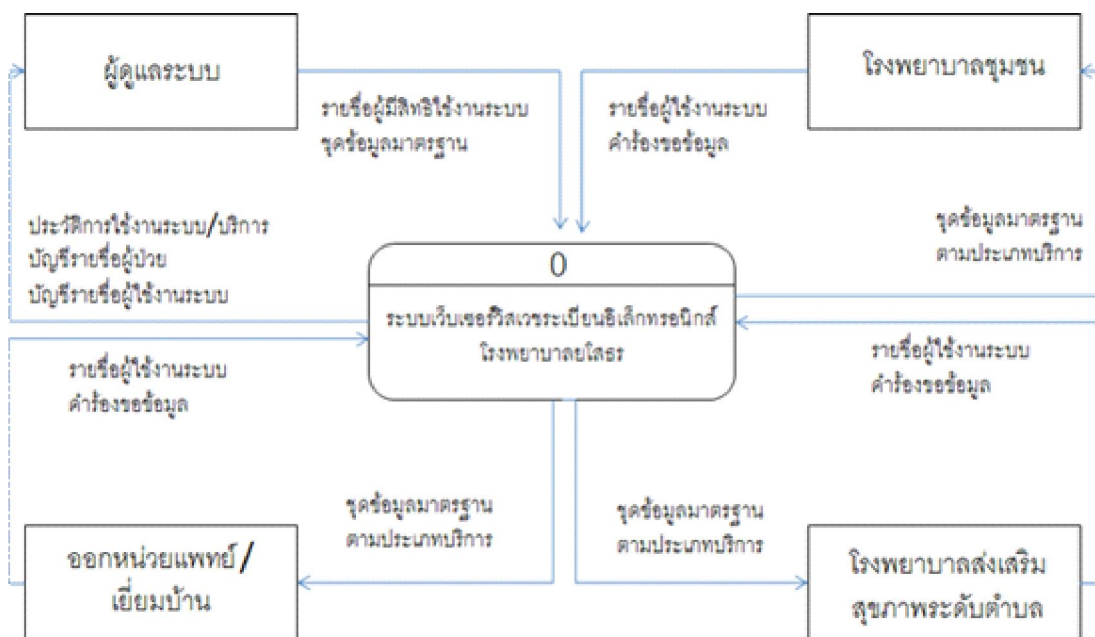 ผู้ดูแลระบบ
โรงพยาบาลชุมชน
รายชื่อผู้มีสิทธิใช้งานระบบ
ชุดข้อมูลมาตรฐาน
รายชื่อผู้ใช้งานระบบ
คำร้องขอข้อมูล
ประวัติการใช้งานระบบ/บริการ
บัญชีรายชื่อผู้ป่วย
บัญชีรายชื่อผู้ใช้งานระบบ
ชุดข้อมูลมาตรฐาน
ตามประเภทบริการ
0
ระบบเว็บเซอร์วิสเวชระเบียนอิเล็กทรอนิกส์
โรงพยาบาลยโสธร
รายชื่อผู้ใช้งานระบบ
คำร้องขอข้อมูล
รายชื่อผู้ใช้งานระบบ
คำร้องขอข้อมูล
ชุดข้อมูลมาตรฐาน
ตามประเภทบริการ
ชุดข้อมูลมาตรฐาน
ตามประเภทบริการ
ออกหน่วยแพทย์/
เยี่ยมบ้าน
โรงพยาบาลส่งเสริม
สุขภาพระดับตำบล